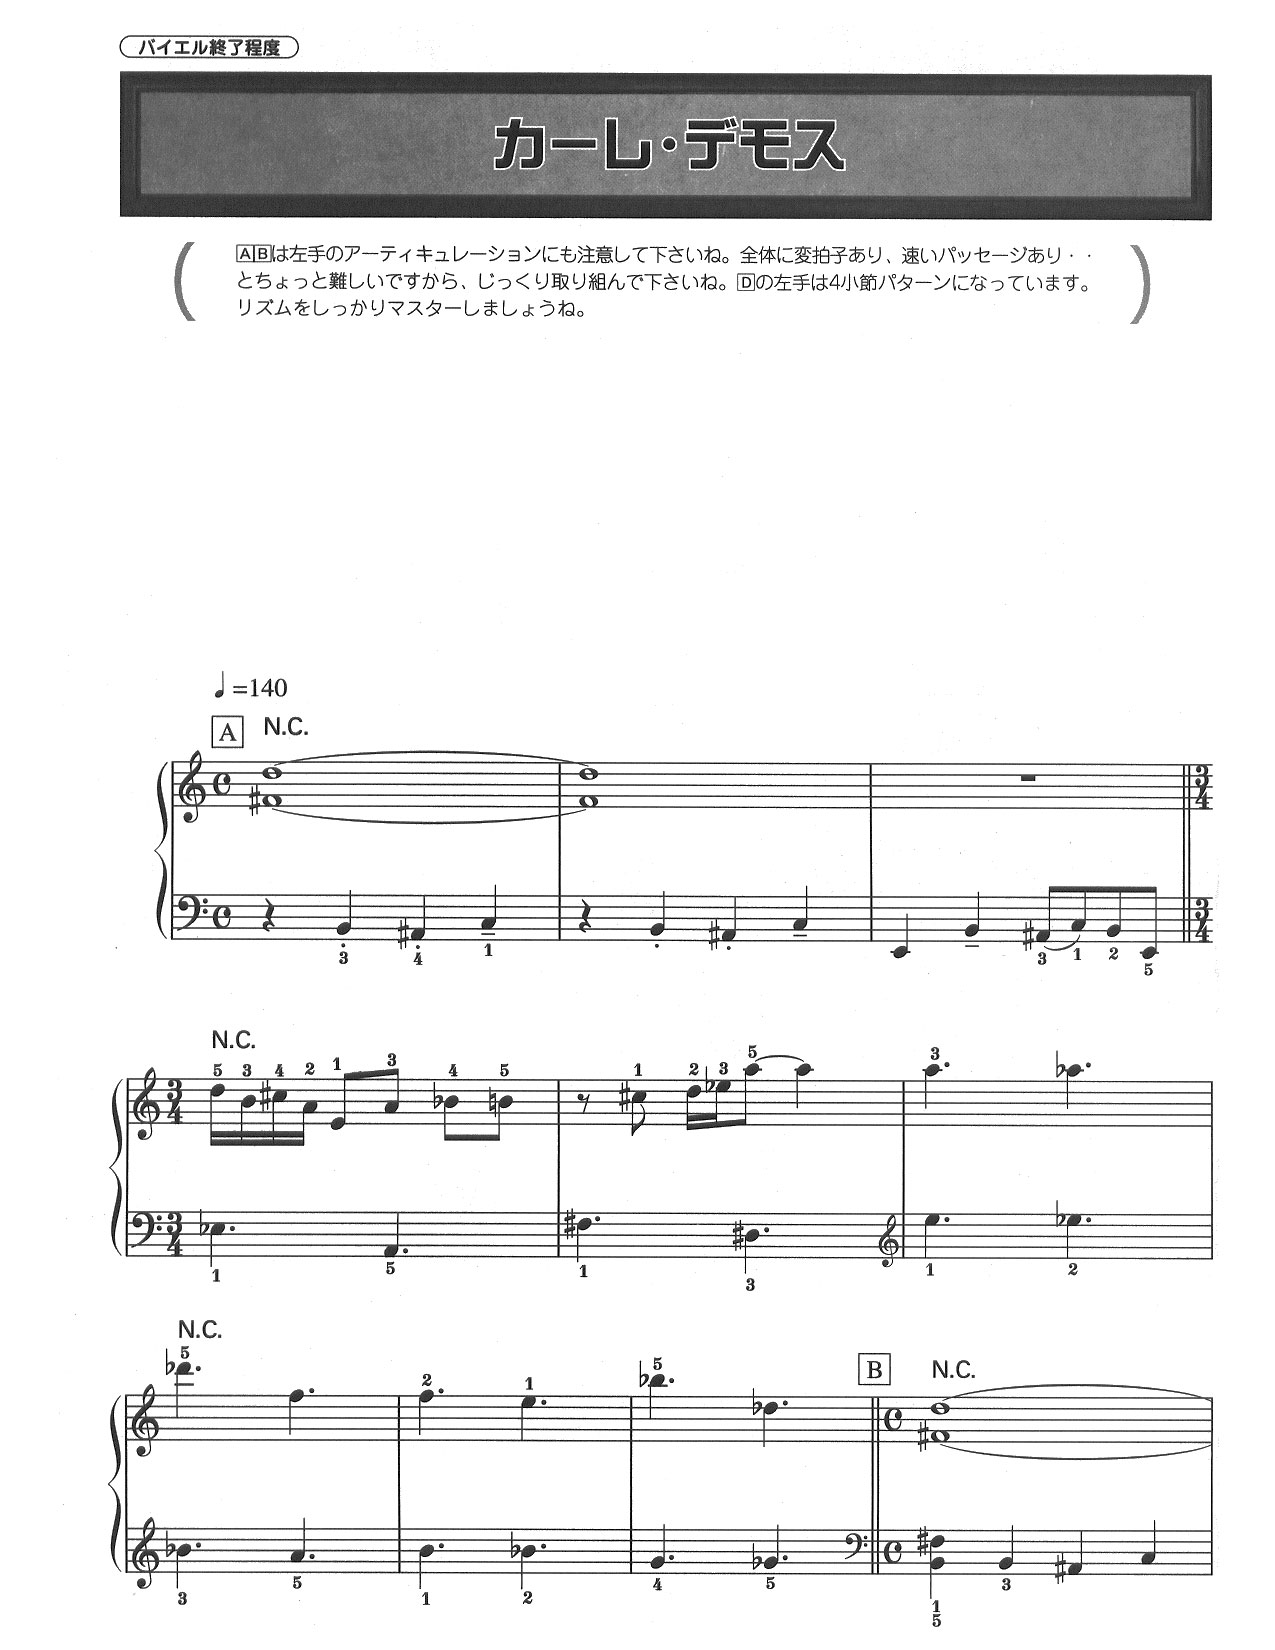 バイエル終了程度
カーレ・デモス
ABは左手のアーティキュレーションにも注意して下さいね。全体に変拍子あり、速いパッセージあり・・
とちょっと難しいですから、じっくり取り組んで下さいね。Dの左手は4小節パターンになっています。
リズムをしっかりマスターしましょうね。
♩=140
A N.C.
3 4 1 3 1 2 5
N.C.
5 3 4 2 1 3 4 5 1 2 3 5 3
3 4
1 5 1 3 1 2
N.C. B N.C.
5 2 1 5
3 5 1 2 4 5 3
1
5